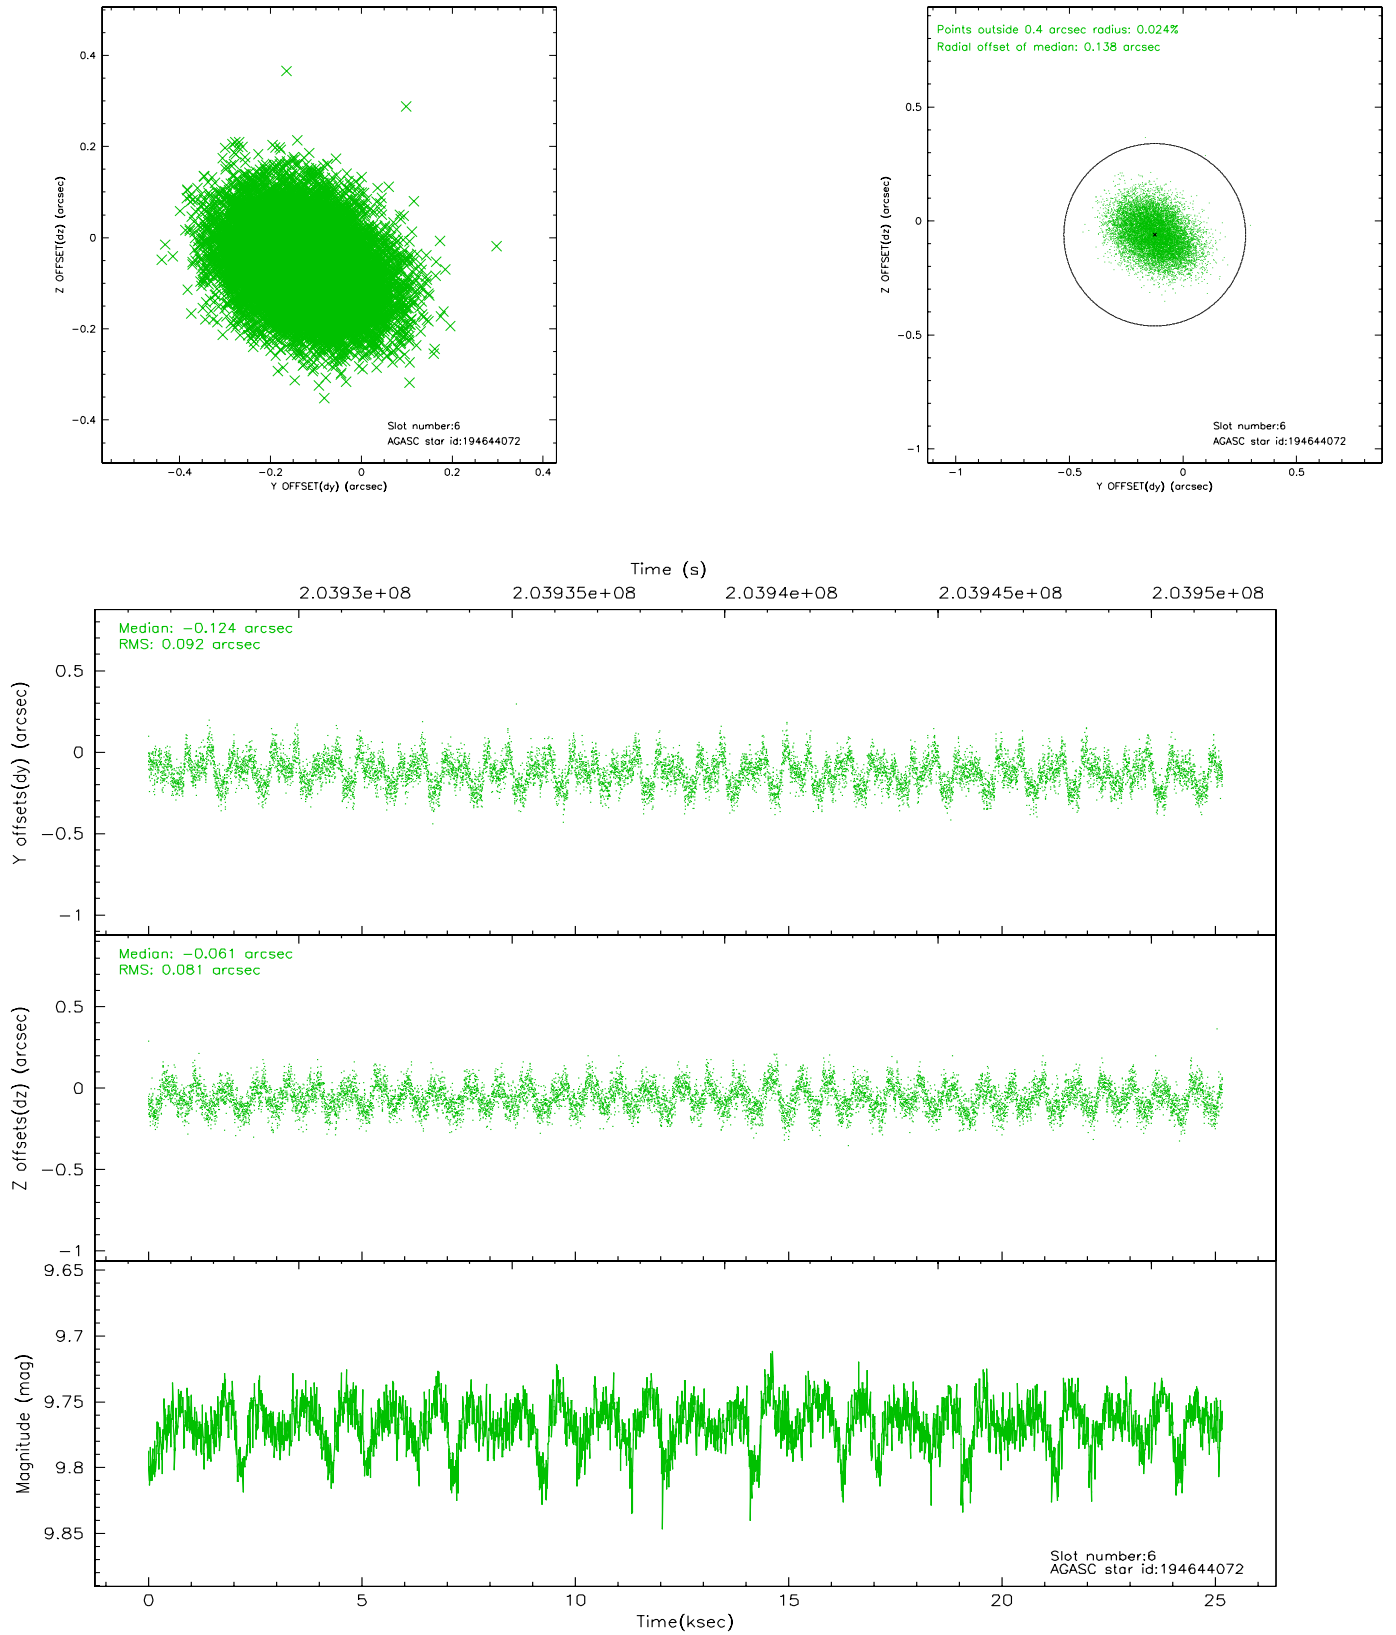 0.4
0.2
0
−0.2
−0.4
Z OFFSET(dz) (arcsec)
Slot number:6
AGASC star id:194644072
−0.4 −0.2 0 0.2 0.4
Y OFFSET(dy) (arcsec)
Points outside 0.4 arcsec radius: 0.024%
Radial offset of median: 0.138 arcsec
0.5
0
−0.5
−1
Z OFFSET(dz) (arcsec)
Slot number:6
AGASC star id:194644072
−1 −0.5 0 0.5
Y OFFSET(dy) (arcsec)
Time (s)
2.0393e+08 2.03935e+08 2.0394e+08 2.03945e+08 2.0395e+08
Median: −0.124 arcsec
RMS: 0.092 arcsec
0.5
0
−0.5
−1
Y offsets(dy) (arcsec)
Median: −0.061 arcsec
RMS: 0.081 arcsec
0.5
0
−0.5
−1
Z offsets(dz) (arcsec)
9.65
9.7
9.75
9.8
9.85
Magnitude (mag)
Slot number:6
AGASC star id:194644072
0 5 10 15 20 25
Time(ksec)